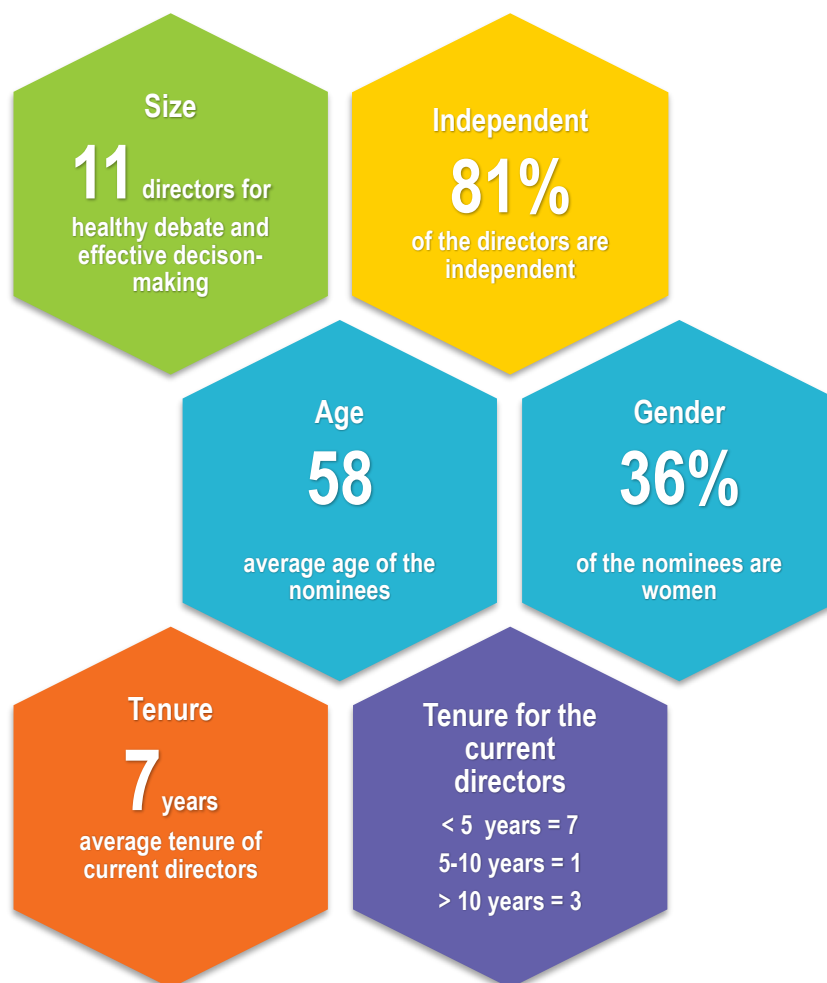 Size
11 directors for
healthy debate and
effective decison-
making
Independent
81%
of the directors are
independent
Age
58
average age of the
nominees
Gender
36%
of the nominees are
women
Tenure
7 years
average tenure of
current directors
Tenure for the
current
directors
< 5 years = 7
5-10 years = 1
> 10 years = 3